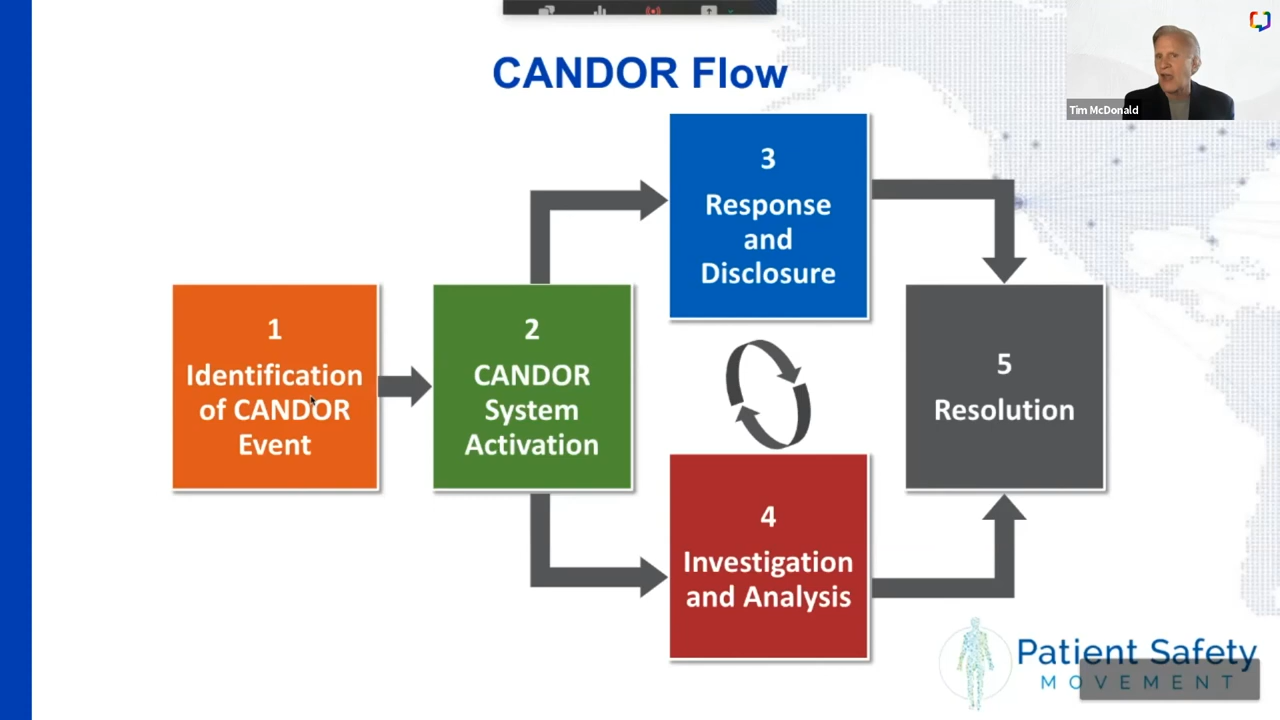 CANDOR Flow
Tim McDonald
1
Identification
of CANDOR
Event
2
CANDOR
System
Activation
3
Response
and
Disclosure
4
Investigation
and Analysis
5
Resolution
Patient Safety
MOVEMENT